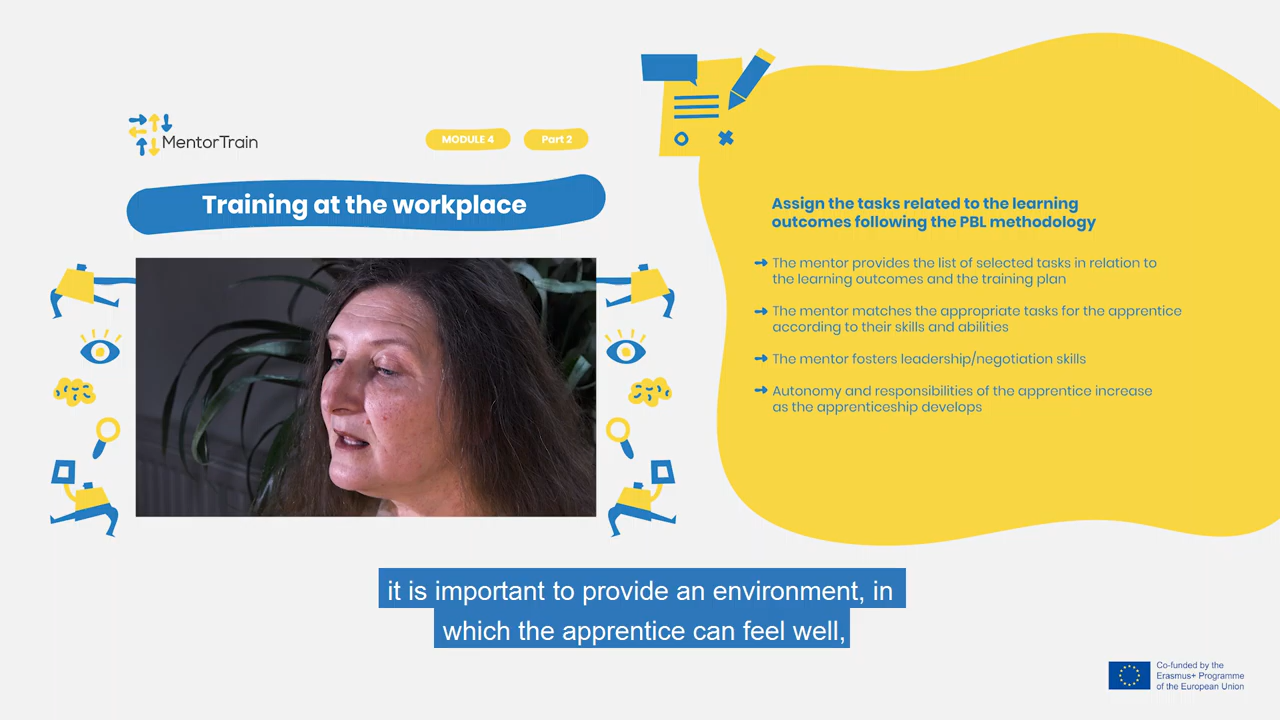 MentorTrain
MODULE 4
Part 2
Training at the workplace
Assign the tasks related to the learning
outcomes following the PBL methodology
The mentor provides the list of selected tasks in relation to
the learning outcomes and the training plan
The mentor matches the appropriate tasks for the apprentice
according to their skills and abilities
The mentor fosters leadership/negotiation skills
Autonomy and responsibilities of the apprentice increase
as the apprenticeship develops
it is important to provide an environment, in
which the apprentice can feel well,
Co-funded by the
Erasmus+ Programme
of the European Union